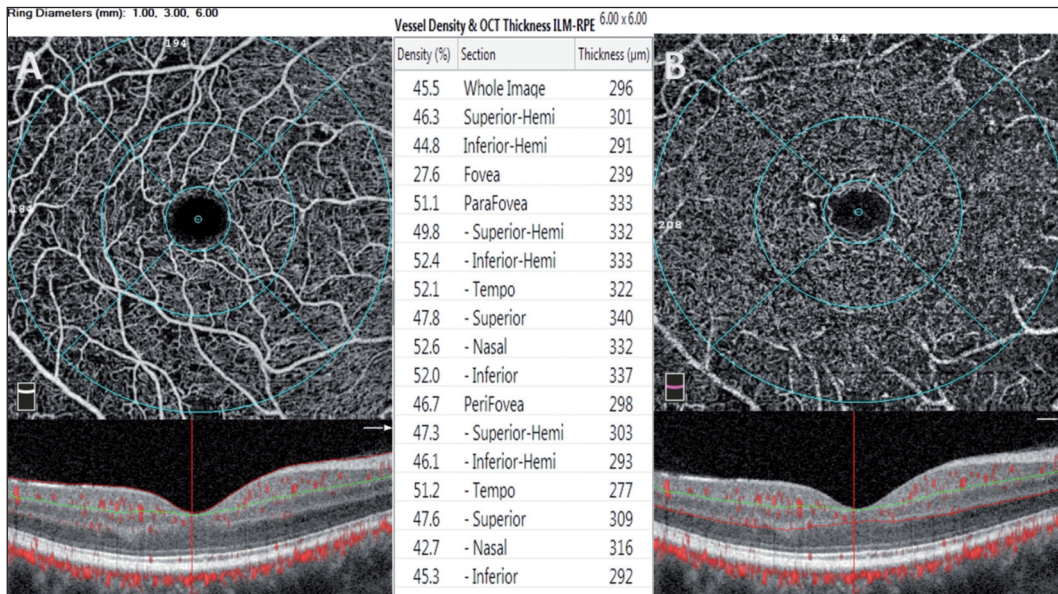 Ring Diameters (mm): 1.00, 3.00, 6.00
Vessel Density & OCT Thickness ILM-RPE 6.00 x 6.00
A
194
184
Density (%) Section Thickness (µm)
45.5 Whole Image 296
46.3 Superior-Hemi 301
44.8 Inferior-Hemi 291
27.6 Fovea 239
51.1 ParaFovea 333
49.8 - Superior-Hemi 332
52.4 - Inferior-Hemi 333
52.1 - Tempo 322
47.8 - Superior 340
52.6 - Nasal 332
52.0 - Inferior 337
46.7 PeriFovea 298
47.3 - Superior-Hemi 303
46.1 - Inferior-Hemi 293
51.2 - Tempo 277
47.6 - Superior 309
42.7 - Nasal 316
45.3 - Inferior 292
B
194
208